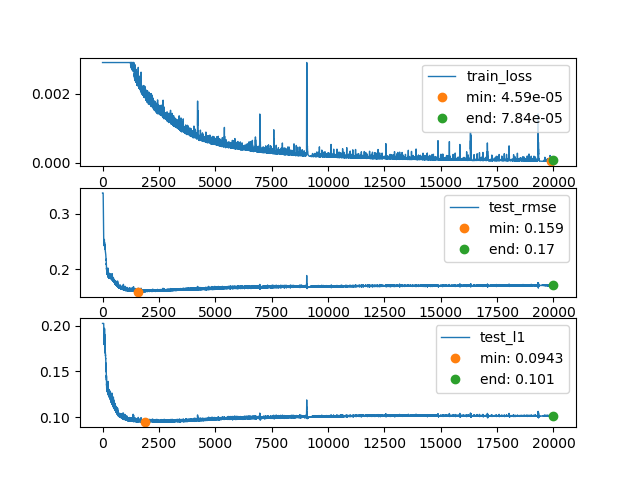 0.002
0.000
train_loss
min: 4.59e-05
end: 7.84e-05
0 2500 5000 7500 10000 12500 15000 17500 20000
0.3
0.2
test_rmse
min: 0.159
end: 0.17
0 2500 5000 7500 10000 12500 15000 17500 20000
0.20
0.15
0.10
test_l1
min: 0.0943
end: 0.101
0 2500 5000 7500 10000 12500 15000 17500 20000